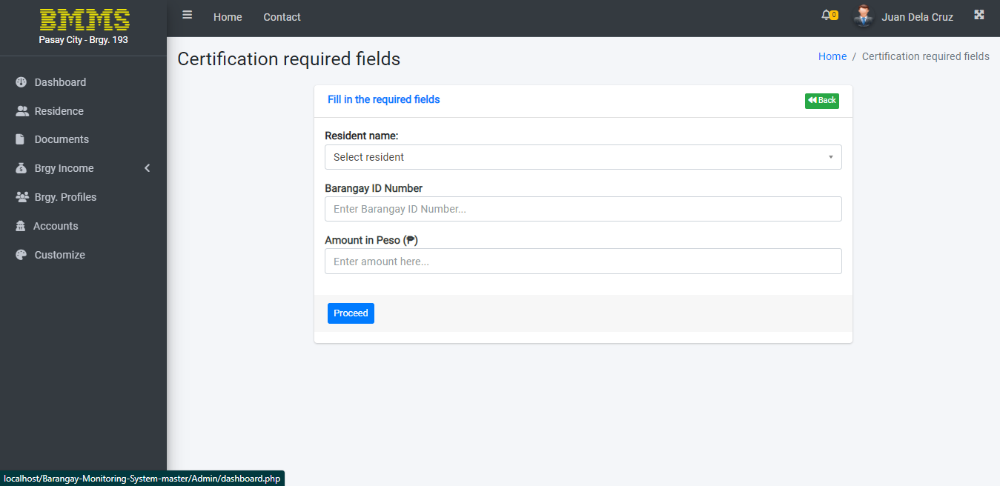 BMMS
Pasay City - Brgy. 193
Home Contact
0 Juan Dela Cruz
Dashboard
Residence
Documents
Brgy Income
Brgy. Profiles
Accounts
Customize
Certification required fields
Home / Certification required fields
Fill in the required fields
Back
Resident name:
Select resident
Barangay ID Number
Enter Barangay ID Number...
Amount in Peso (₱)
Enter amount here...
Proceed
localhost/Barangay-Monitoring-System-master/Admin/dashboard.php